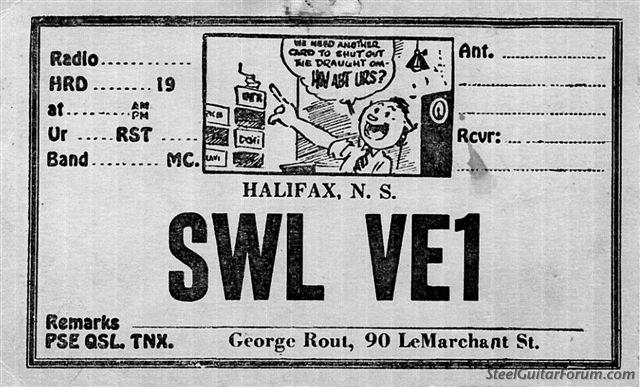 Radio............
HRD ........ 19
at......... AM PM
Ur ..... RST .....
Band ......... MC.
WE NEED ANOTHER
CARD TO SHUT OUT
THE DRAUGHT OM-
HW ABT URS?
Ant.
Rcvr:
HALIFAX, N. S.
SWL VE1
Remarks
PSE QSL. TNX.
George Rout, 90 LeMarchant St.
SteelGuitarForum.com